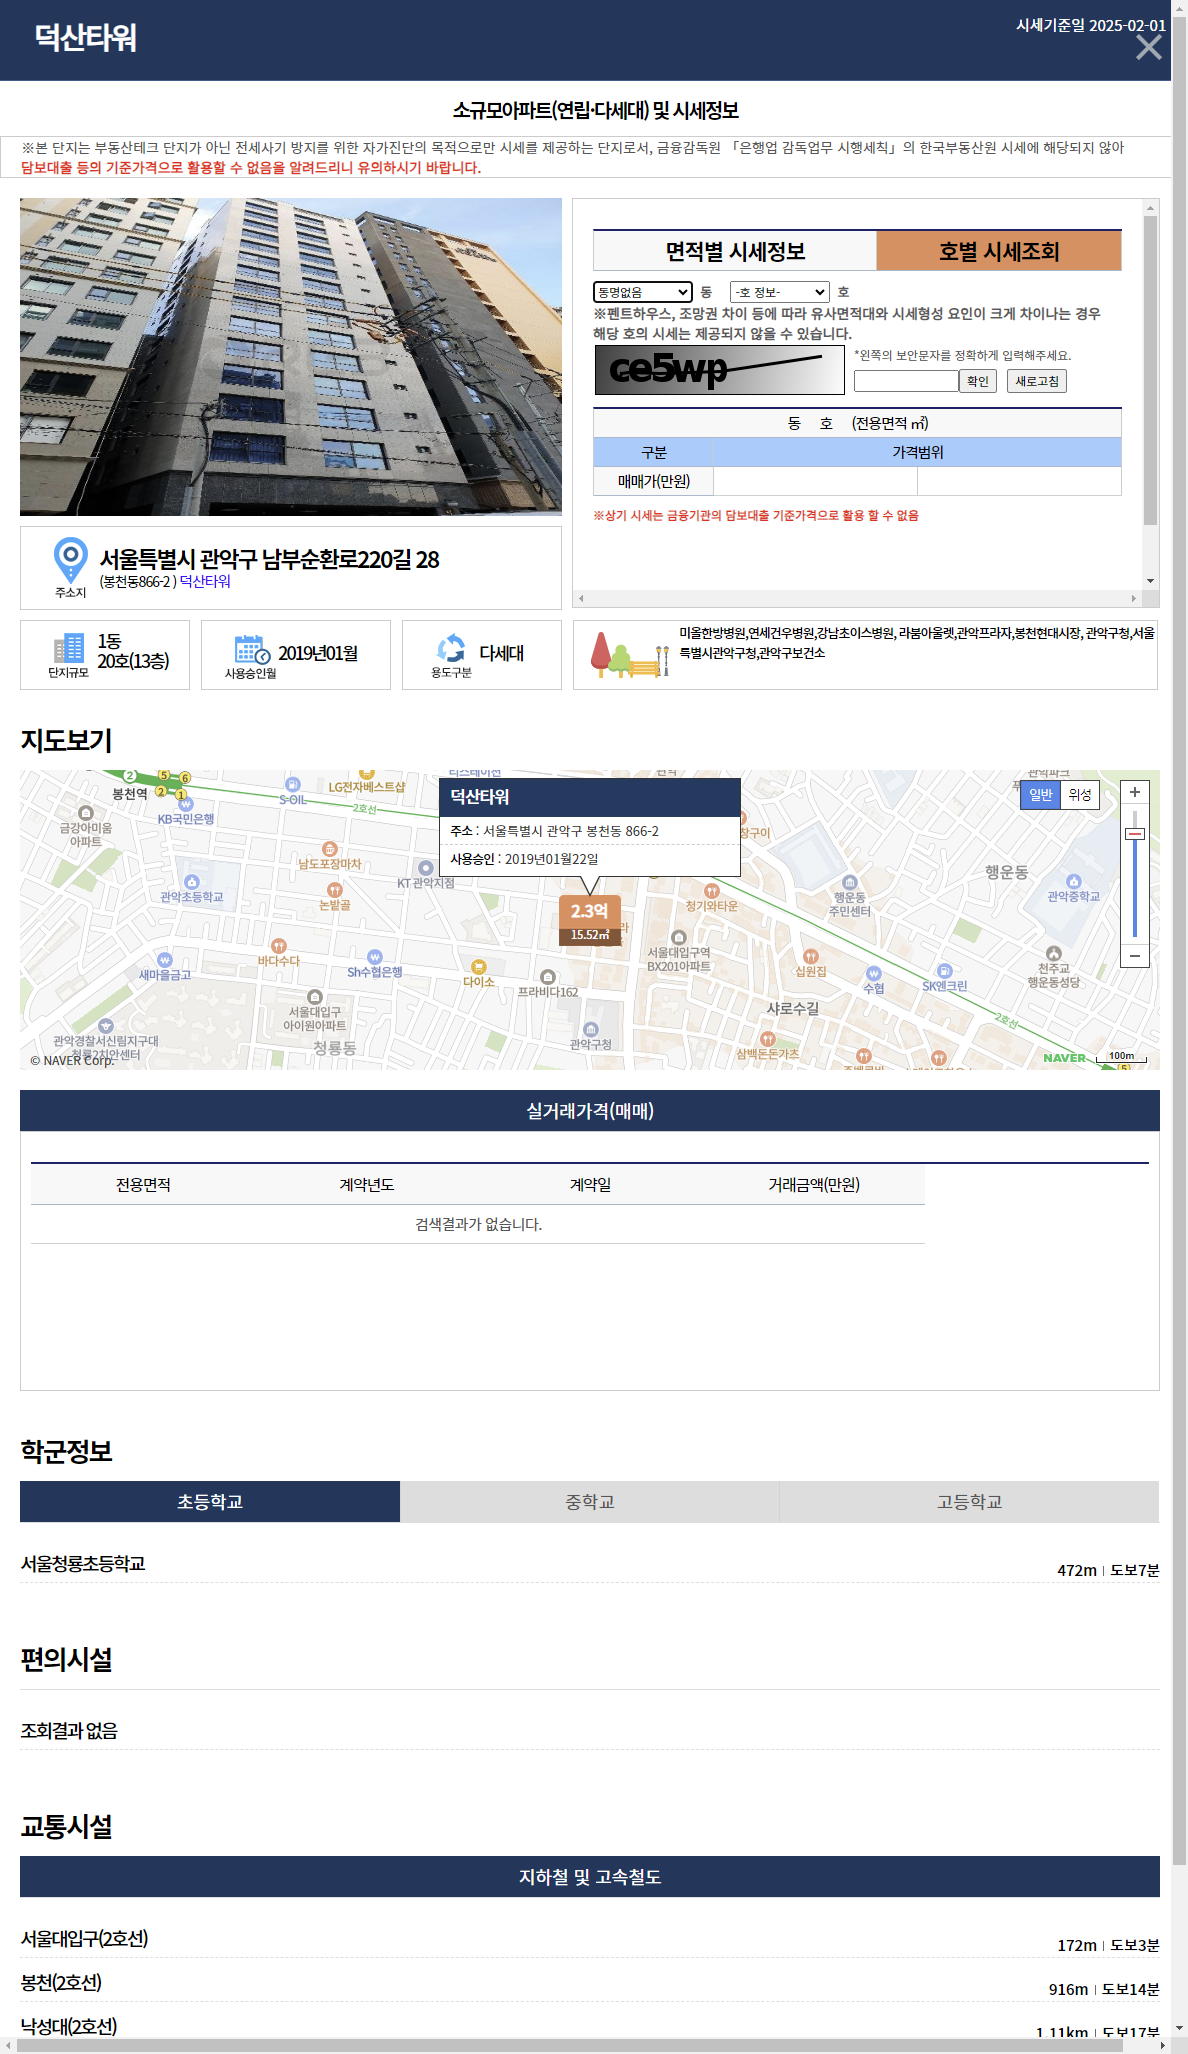 덕산타워
시세기준일 2025-02-01
소규모아파트(연립·다세대) 및 시세정보
※본 단지는 부동산테크 단지가 아닌 전세사기 방지를 위한 자가진단의 목적으로만 시세를 제공하는 단지로서, 금융감독원 「은행업 감독업무 시행세칙」의 한국부동산원 시세에 해당되지 않아
담보대출 등의 기준가격으로 활용할 수 없음을 알려드리니 유의하시기 바랍니다.
면적별 시세정보
호별 시세조회
동명없음 동 -호 정보- 호
※펜트하우스, 조망권 차이 등에 따라 유사면적대와 시세형성 요인이 크게 차이나는 경우
해당 호의 시세는 제공되지 않을 수 있습니다.
ce5wp
*왼쪽의 보안문자를 정확하게 입력해주세요.
확인 새로고침
동 호 (전용면적 ㎡)
구분 가격범위
매매가(만원)
※상기 시세는 금융기관의 담보대출 기준가격으로 활용 할 수 없음
주소지
서울특별시 관악구 남부순환로220길 28
(봉천동866-2 ) 덕산타워
단지규모
1동
20호(13층)
사용승인월
2019년01월
용도구분
다세대
미올한방병원,연세건우병원,강남초이스병원, 라붐아울렛,관악프라자,봉천현대시장, 관악구청,서울
특별시관악구청,관악구보건소
지도보기
2
5
6
2
1
봉천역
KB국민은행
S-OIL
LG전자베스트샵
2호선
금강아미움
아파트
남도포장마차
KT관악지점
관악초등학교
논밭골
덕산타워
주소 : 서울특별시 관악구 봉천동 866-2
사용승인 : 2019년01월22일
2.3억
15.52㎡
창구이
청기와타운
행운동
주민센터
행운동
관악중학교
관악파크
일반 위성
새마을금고
바다수다
Sh수협은행
다이소
프라비다162
서울대입구역
BX201아파트
십원집
수협
SK엔크린
천주교
행운동성당
서울대입구
아이원아파트
청룡동
관악구청
샤로수길
삼백돈돈가츠
2호선
관악경찰서신림지구대
청룡2치안센터
© NAVER Corp.
NAVER
100m
5
실거래가격(매매)
전용면적 계약년도 계약일 거래금액(만원)
검색결과가 없습니다.
학군정보
초등학교 중학교 고등학교
서울청룡초등학교 472m ㅣ 도보7분
편의시설
조회결과 없음
교통시설
지하철 및 고속철도
서울대입구(2호선) 172m ㅣ 도보3분
봉천(2호선) 916m ㅣ 도보14분
낙성대(2호선) 1.11km ㅣ 도보17분